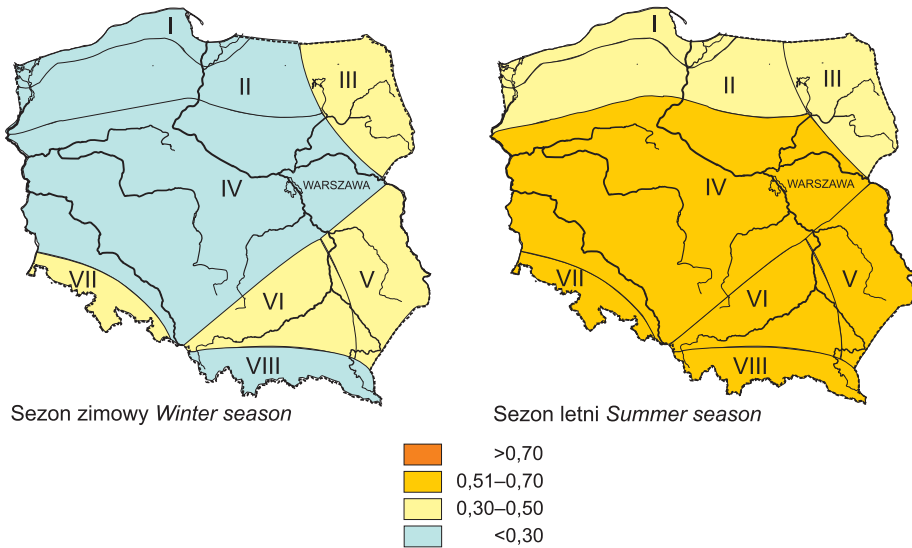 I
II
III
IV
WARSZAWA
V
VI
VII
VIII
Sezon zimowy Winter season
I
II
III
IV
WARSZAWA
V
VI
VII
VIII
Sezon letni Summer season
>0,70
0,51–0,70
0,30–0,50
<0,30